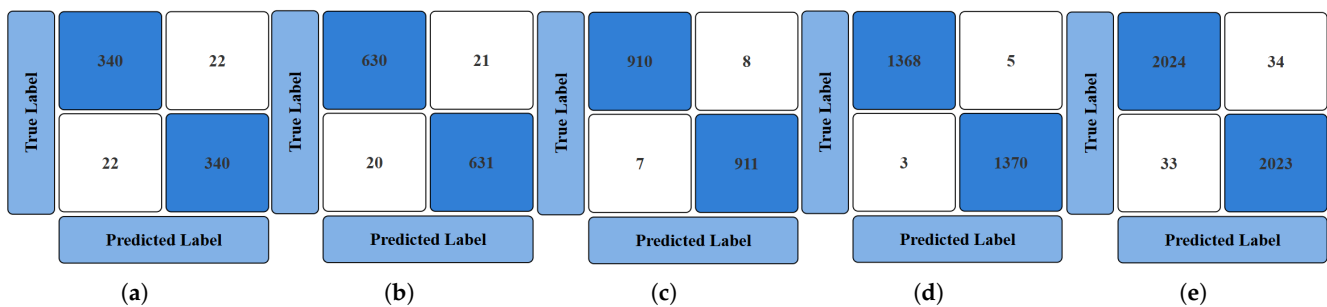 True Label
340 22
22 340
Predicted Label
(a)
True Label
630 21
20 631
Predicted Label
(b)
True Label
910 8
7 911
Predicted Label
(c)
True Label
1368 5
3 1370
Predicted Label
(d)
True Label
2024 34
33 2023
Predicted Label
(e)